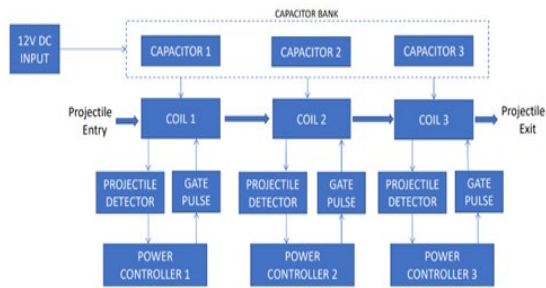 CAPACITOR BANK
12V DC
INPUT
CAPACITOR 1
CAPACITOR 2
CAPACITOR 3
Projectile
Entry
COIL 1
COIL 2
COIL 3
Projectile
Exit
PROJECTILE
DETECTOR
GATE
PULSE
PROJECTILE
DETECTOR
GATE
PULSE
PROJECTILE
DETECTOR
GATE
PULSE
POWER
CONTROLLER 1
POWER
CONTROLLER 2
POWER
CONTROLLER 3